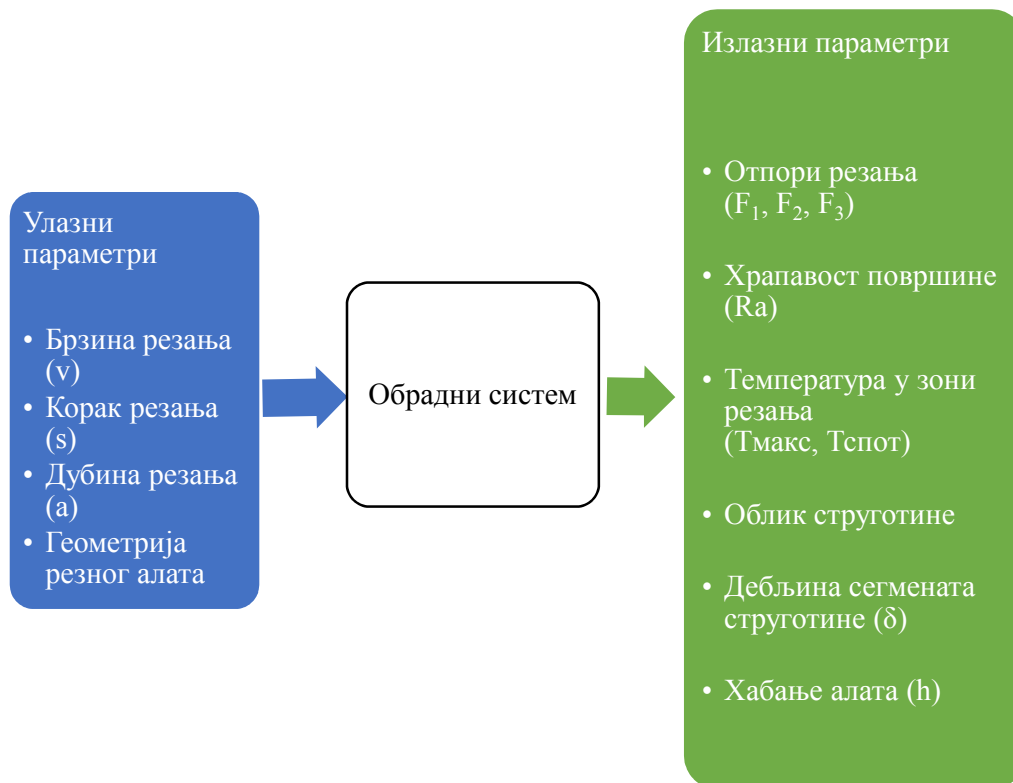 Улазни
параметри
• Брзина резања
(v)
• Корак резања
(s)
• Дубина резања
(a)
• Геометрија
резног алата
Обрадни систем
Излазни параметри
• Отпори резања
(F₁, F₂, F₃)
• Храпавост површине
(Ra)
• Температура у зони
резања
(Тмакс, Тспот)
• Облик струготине
• Дебљина сегмената
струготине (δ)
• Хабање алата (h)